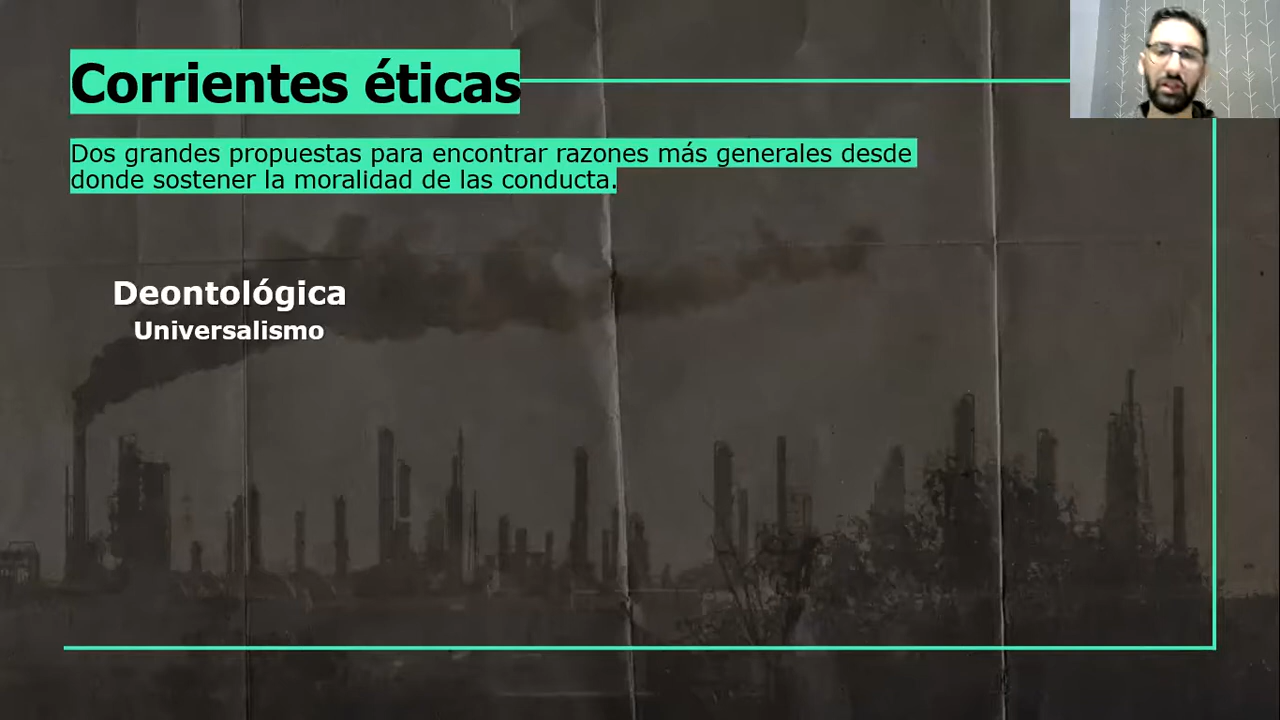 Corrientes éticas
Dos grandes propuestas para encontrar razones más generales desde
donde sostener la moralidad de las conducta.
Deontológica
Universalismo